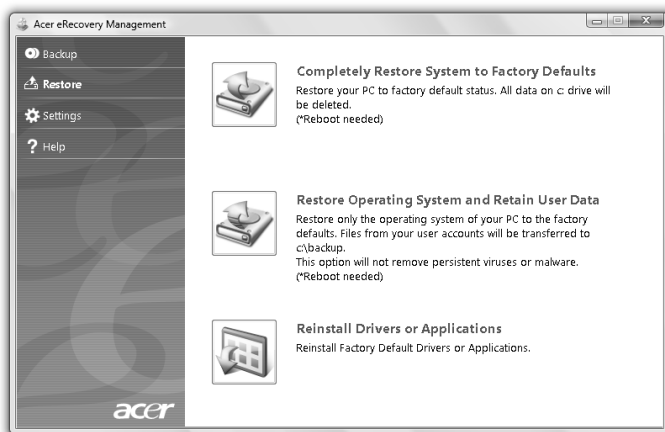 Acer eRecovery Management
Backup
Restore
Settings
? Help
Completely Restore System to Factory Defaults
Restore your PC to factory default status. All data on c: drive will
be deleted.
(*Reboot needed)
Restore Operating System and Retain User Data
Restore only the operating system of your PC to the factory
defaults. Files from your user accounts will be transferred to
c:\backup.
This option will not remove persistent viruses or malware.
(*Reboot needed)
Reinstall Drivers or Applications
Reinstall Factory Default Drivers or Applications.
acer